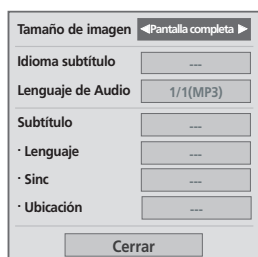 Tamaño de imagen ◀Pantalla completa ▶
Idioma subtítulo ---
Lenguaje de Audio 1/1(MP3)
Subtítulo ---
· Lenguaje ---
· Sinc ---
· Ubicación ---
Cerrar